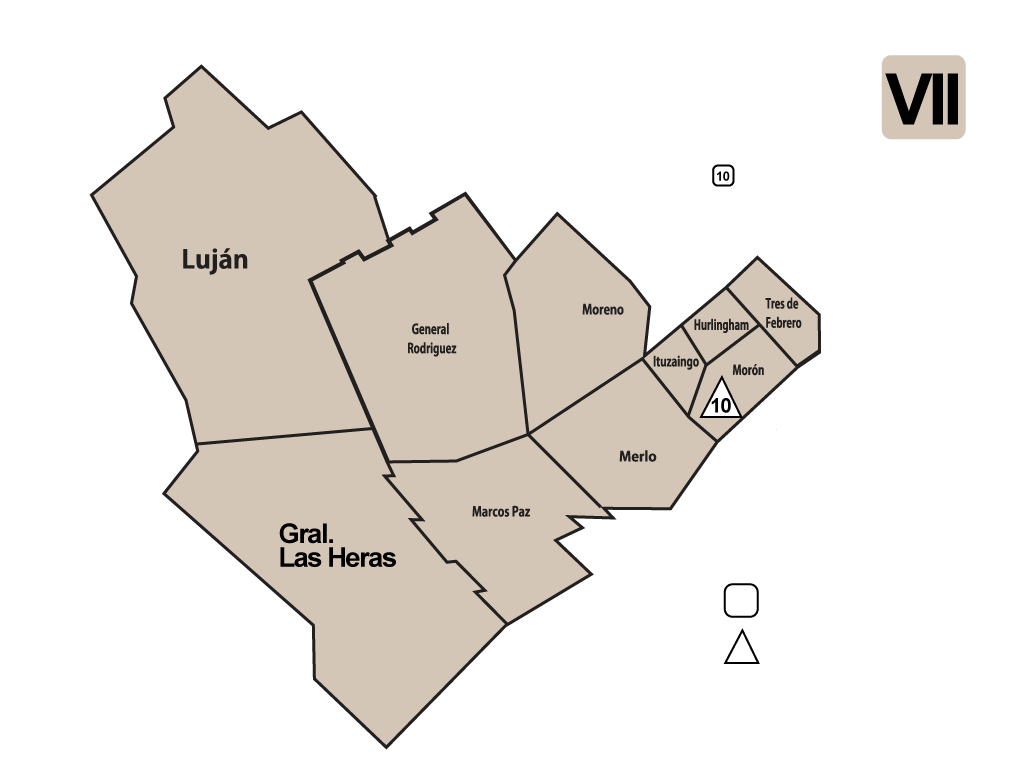 VII
10
Luján
Tres de
Febrero
Moreno
Hurlingham
General
Rodriguez
Ituzaingo
Morón
10
Merlo
Marcos Paz
Gral.
Las Heras